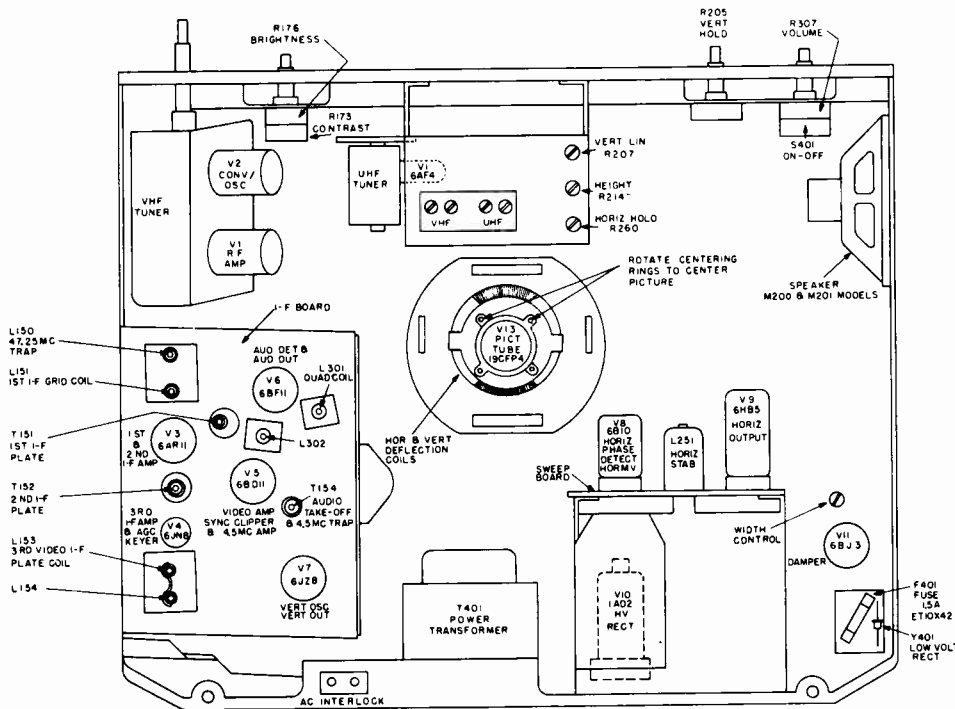 R176
BRIGHTNESS
R205
VERT
HOLD
R307
VOLUME
R173
CONTRAST
S401
ON-OFF
V2
CONV/
OSC
VHF
TUNER
V1
R F
AMP
UHF
TUNER
V1
6AF4
VERT LIN
R207
HEIGHT
R214
HORIZ HOLD
R260
VHF
UHF
SPEAKER
M200 & M201 MODELS
ROTATE CENTERING
RINGS TO CENTER
PICTURE
V13
PICT
TUBE
19CFP4
HOR & VERT
DEFLECTION
COILS
I-F BOARD
L150
47.25MC
TRAP
L151
1ST I-F GRID COIL
AUD DET &
AUD OUT
V6
6BF11
L301
QUADCOIL
T151
1ST I-F
PLATE
V3
6AR11
1ST
&
2ND
I-F AMP
L302
V5
6BD11
T152
2ND I-F
PLATE
T154
AUDIO
TAKE-OFF
& 4.5MC TRAP
VIDEO AMP
SYNC CLIPPER
& 4.5MC AMP
3RD
I-F AMP
& AGC
KEYER
V4
6JN8
L153
3RD VIDEO I-F
PLATE COIL
L154
V7
6JZ8
VERT OSC
VERT OUT
T401
POWER
TRANSFORMER
AC INTERLOCK
SWEEP
BOARD
V8
6B10
HORIZ
PHASE
DETECT
HOR MV
L251
HORIZ
STAB
V9
6HB5
HORIZ
OUTPUT
V10
1AD2
HV
RECT
WIDTH
CONTROL
V11
6BJ3
DAMPER
F401
FUSE
1.5A
ET10X42
Y401
LOW VOLT
RECT